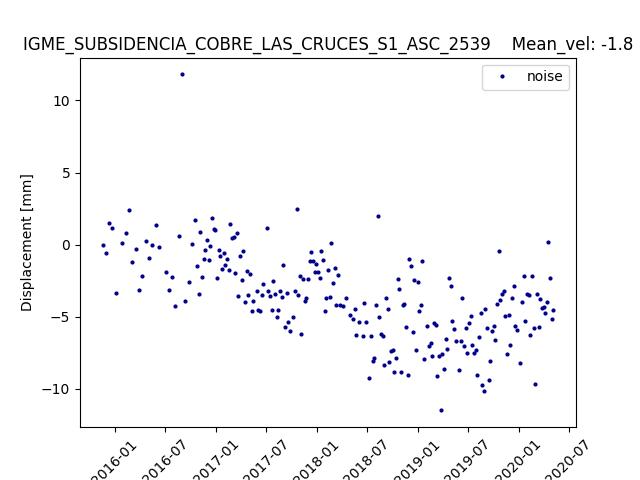 IGME_SUBSIDENCIA_COBRE_LAS_CRUCES_S1_ASC_2539 Mean_vel: -1.8
noise
Displacement [mm]
10
5
0
−5
−10
2016-01 2016-07 2017-01 2017-07 2018-01 2018-07 2019-01 2019-07 2020-01 2020-07